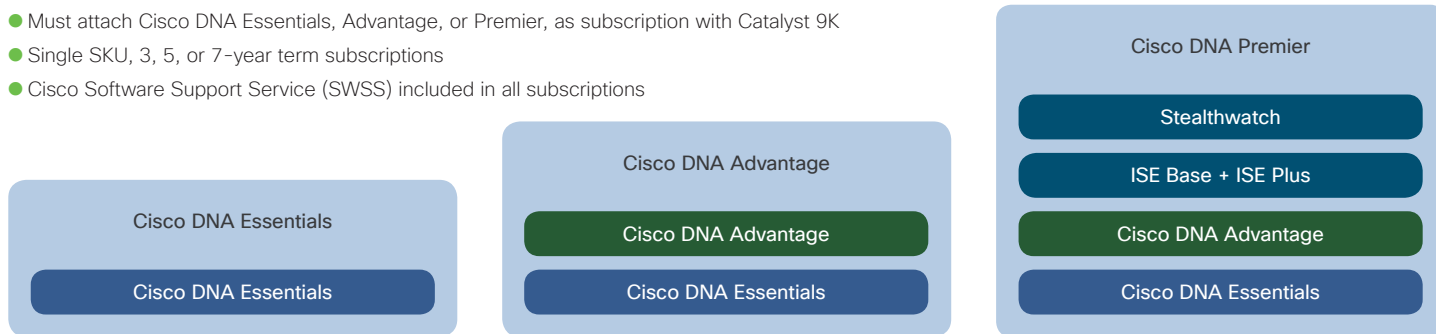 Must attach Cisco DNA Essentials, Advantage, or Premier, as subscription with Catalyst 9K
Single SKU, 3, 5, or 7-year term subscriptions
Cisco Software Support Service (SWSS) included in all subscriptions
Cisco DNA Essentials
Cisco DNA Essentials
Cisco DNA Advantage
Cisco DNA Advantage
Cisco DNA Essentials
Cisco DNA Premier
Stealthwatch
ISE Base + ISE Plus
Cisco DNA Advantage
Cisco DNA Essentials